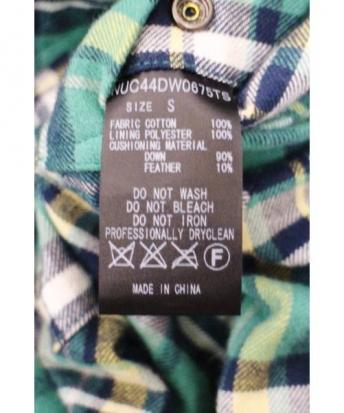 NUC44DW0675TS
SIZE S
FABRIC COTTON 100%
LINING POLYESTER 100%
CUSHIONING MATERIAL
DOWN 90%
FEATHER 10%
DO NOT WASH
DO NOT BLEACH
DO NOT IRON
PROFESSIONALLY DRYCLEAN
F
MADE IN CHINA